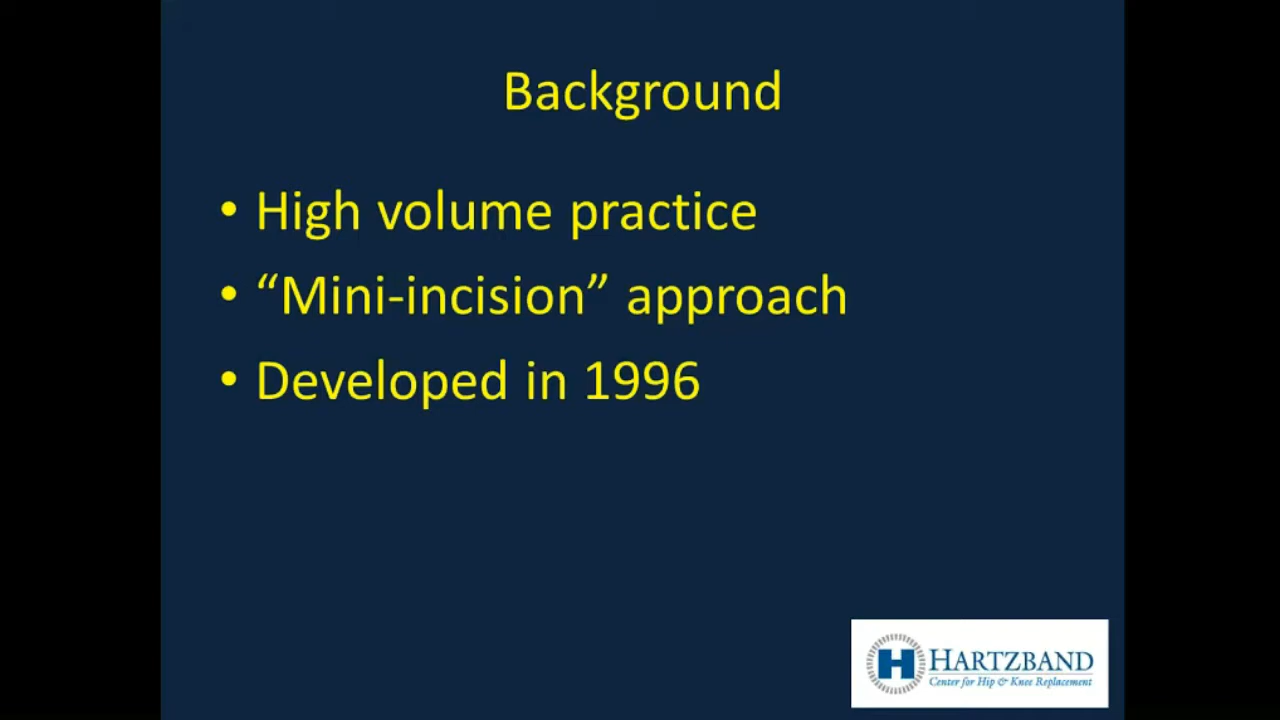 Background
• High volume practice
• “Mini-incision” approach
• Developed in 1996
H HARTZBAND
Center for Hip & Knee Replacement